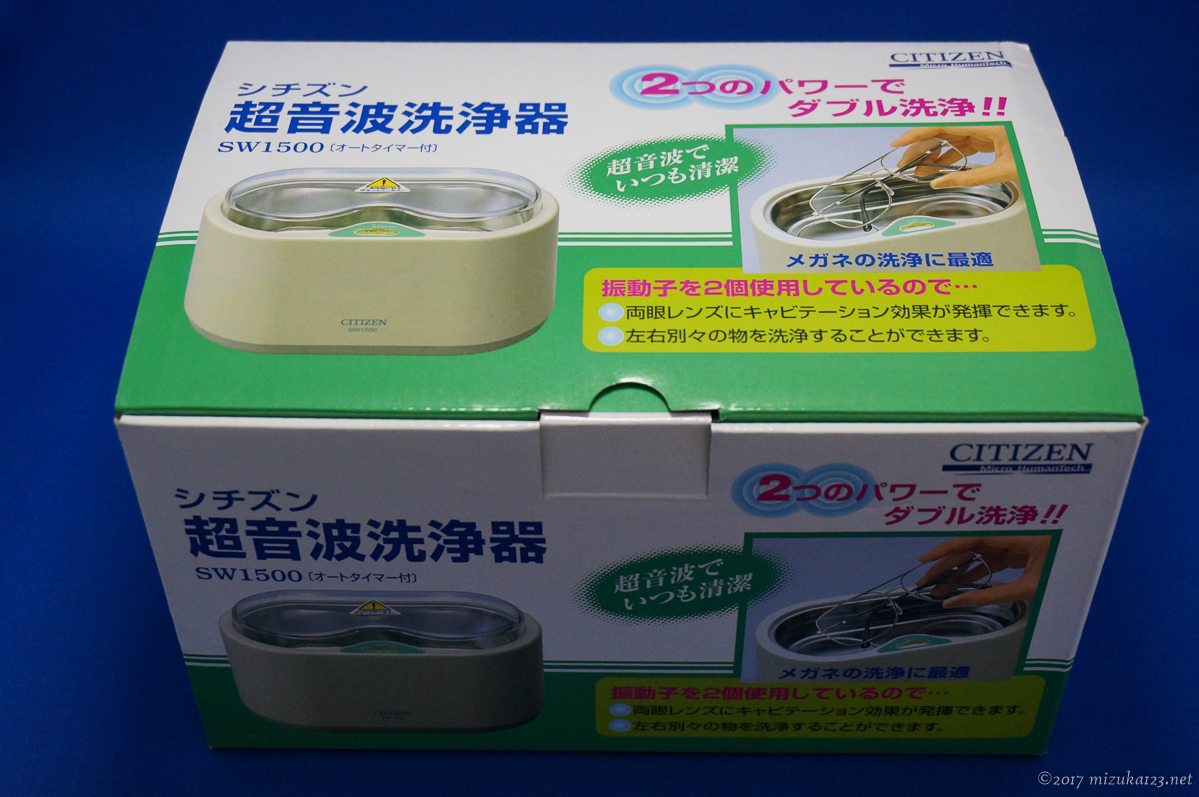 CITIZEN
Micro HumanTech
シチズン
超音波洗浄器
SW1500〔オートタイマー付〕
2つのパワーで
ダブル洗浄!!
超音波で
いつも清潔
メガネの洗浄に最適
CITIZEN
SW1500
振動子を2個使用しているので…
両眼レンズにキャビテーション効果が発揮できます。
左右別々の物を洗浄することができます。
CITIZEN
Micro HumanTech
シチズン
超音波洗浄器
SW1500〔オートタイマー付〕
2つのパワーで
ダブル洗浄!!
超音波で
いつも清潔
メガネの洗浄に最適
CITIZEN
振動子を2個使用しているので…
両眼レンズにキャビテーション効果が発揮できます。
左右別々の物を洗浄することができます。
©2017 mizuka123.net